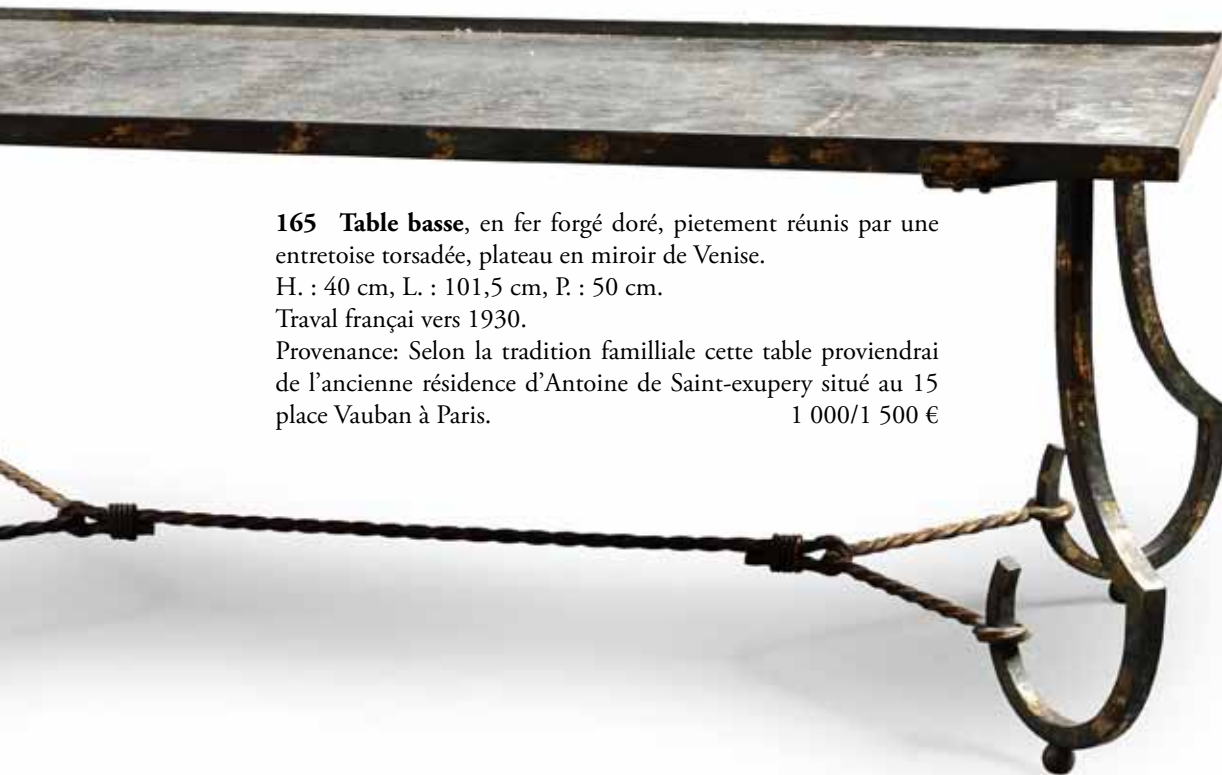 165 Table basse, en fer forgé doré, pietement réunis par une
entretoise torsadée, plateau en miroir de Venise.
H. : 40 cm, L. : 101,5 cm, P. : 50 cm.
Traval françai vers 1930.
Provenance: Selon la tradition familliale cette table proviendrai
de l’ancienne résidence d’Antoine de Saint-exupery situé au 15
place Vauban à Paris. 1 000/1 500 €